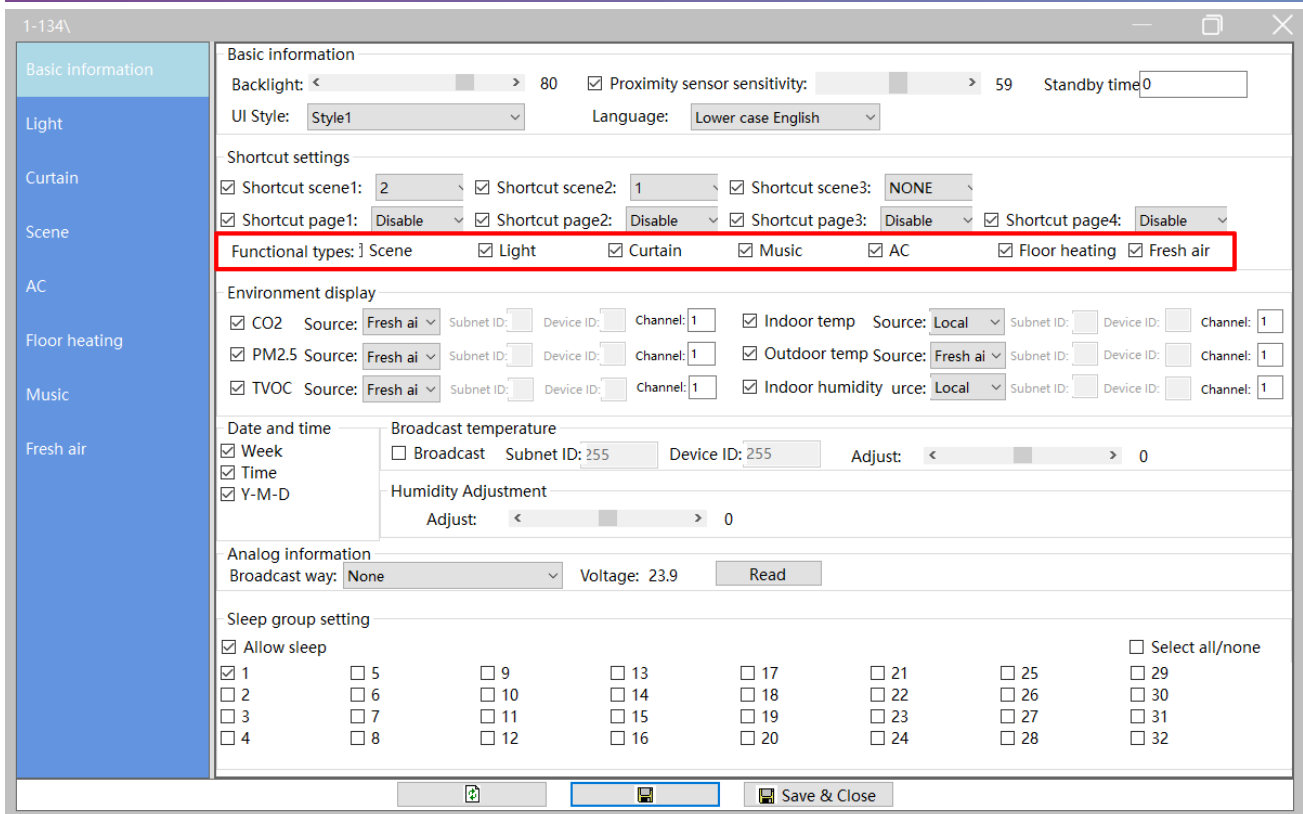 1-134\
Basic information
Light
Curtain
Scene
AC
Floor heating
Music
Fresh air
Basic information
Backlight: < > 80 Proximity sensor sensitivity: > 59 Standby time 0
UI Style: Style1 Language: Lower case English
Shortcut settings
Shortcut scene1: 2 Shortcut scene2: 1 Shortcut scene3: NONE
Shortcut page1: Disable Shortcut page2: Disable Shortcut page3: Disable Shortcut page4: Disable
Functional types: Scene Light Curtain Music AC Floor heating Fresh air
Environment display
CO2 Source: Fresh ai Subnet ID: Device ID: Channel: 1 Indoor temp Source: Local Subnet ID: Device ID: Channel: 1
PM2.5 Source: Fresh ai Subnet ID: Device ID: Channel: 1 Outdoor temp Source: Fresh ai Subnet ID: Device ID: Channel: 1
TVOC Source: Fresh ai Subnet ID: Device ID: Channel: 1 Indoor humidity urce: Local Subnet ID: Device ID: Channel: 1
Date and time
Week
Time
Y-M-D
Broadcast temperature
Broadcast Subnet ID: 255 Device ID: 255 Adjust: < > 0
Humidity Adjustment
Adjust: < > 0
Analog information
Broadcast way: None Voltage: 23.9 Read
Sleep group setting
Allow sleep Select all/none
1 5 9 13 17 21 25 29
2 6 10 14 18 22 26 30
3 7 11 15 19 23 27 31
4 8 12 16 20 24 28 32
Save & Close